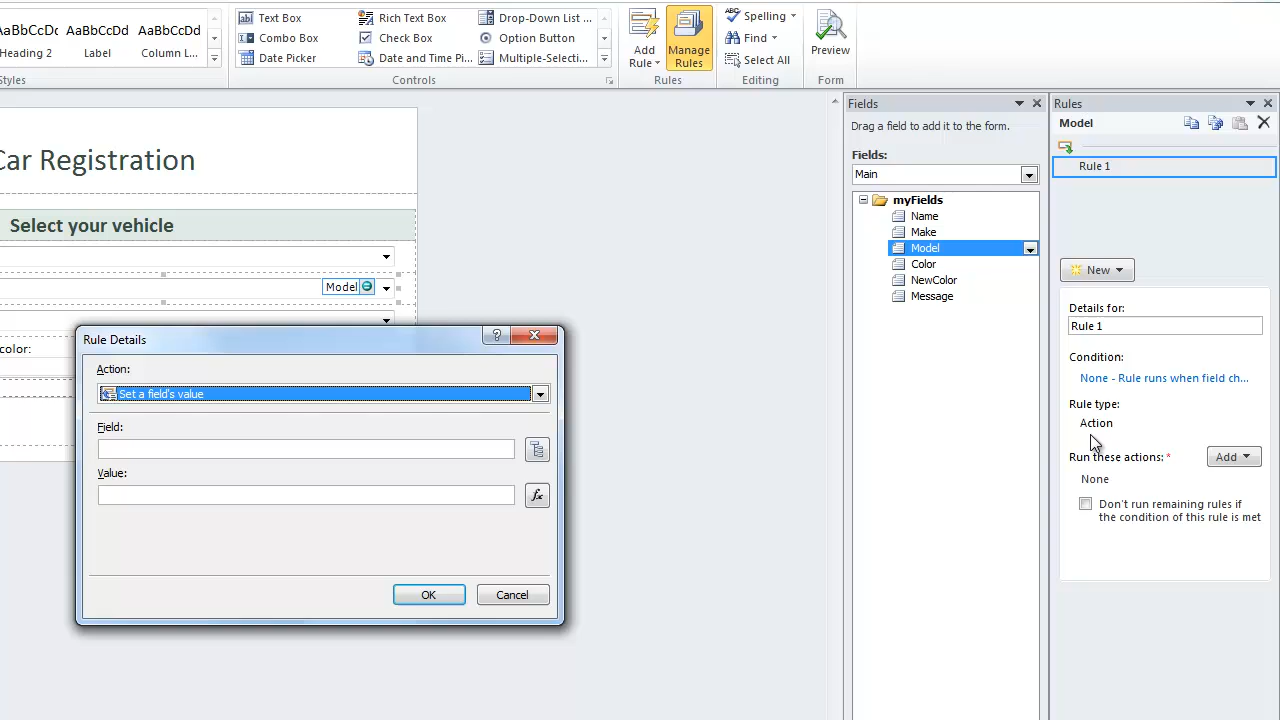 AaBbCcDc AaBbCcDc AaBbCcDc
Heading 2 Label Column L...
Styles
Text Box Rich Text Box Drop-Down List ...
Combo Box Check Box Option Button
Date Picker Date and Time Pi... Multiple-Selecti...
Controls
Add Rule
Manage Rules
Rules
ABC Spelling
Find
Select All
Editing
Preview
Form
Car Registration
Select your vehicle
Model
color:
Rule Details
?
Action:
Set a field's value
Field:
Value:
fx
OK Cancel
Fields
Drag a field to add it to the form.
Fields:
Main
myFields
Name
Make
Model
Color
NewColor
Message
Rules
Model
Rule 1
New
Details for:
Rule 1
Condition:
None - Rule runs when field ch...
Rule type:
Action
Run these actions: * Add
None
Don't run remaining rules if
the condition of this rule is met